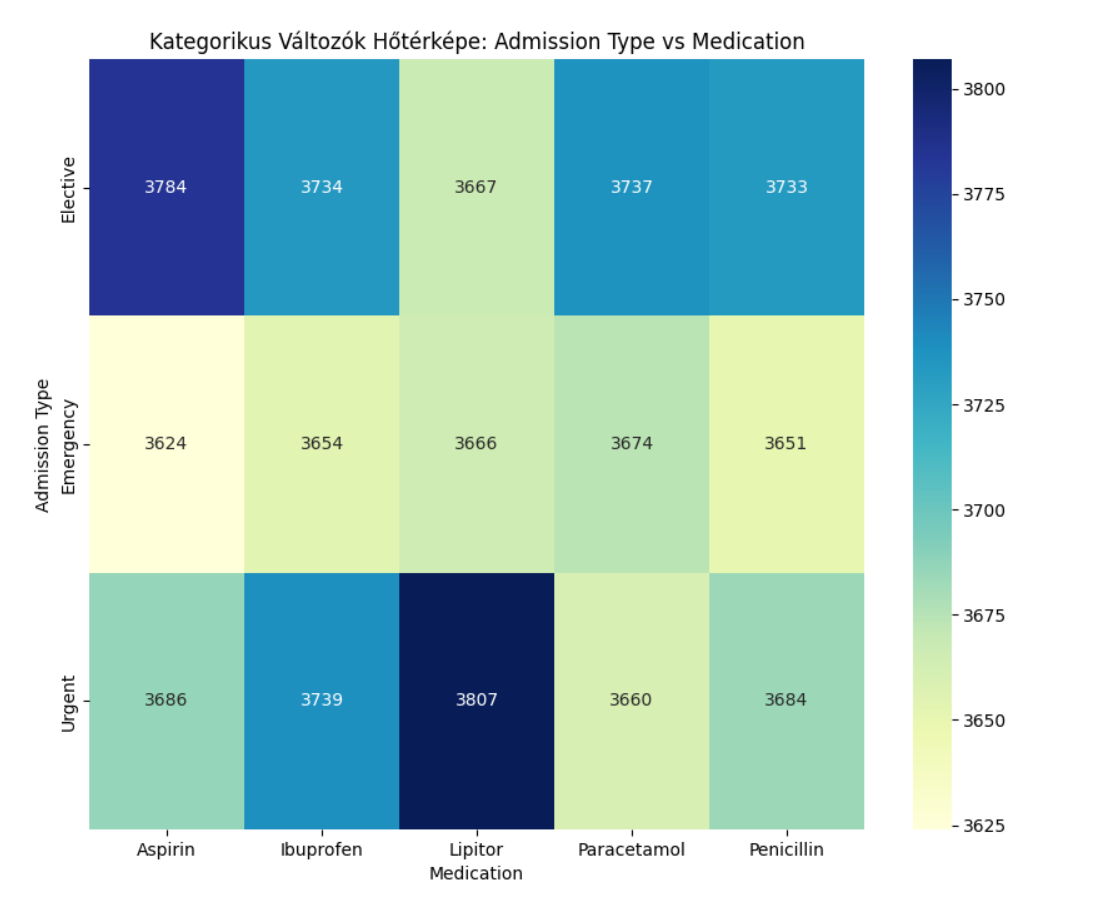 Kategorikus Változók Hőtérképe: Admission Type vs Medication
Admission Type
Elective
3784 3734 3667 3737 3733
Emergency
3624 3654 3666 3674 3651
Urgent
3686 3739 3807 3660 3684
Aspirin Ibuprofen Lipitor Paracetamol Penicillin
Medication
3800
3775
3750
3725
3700
3675
3650
3625